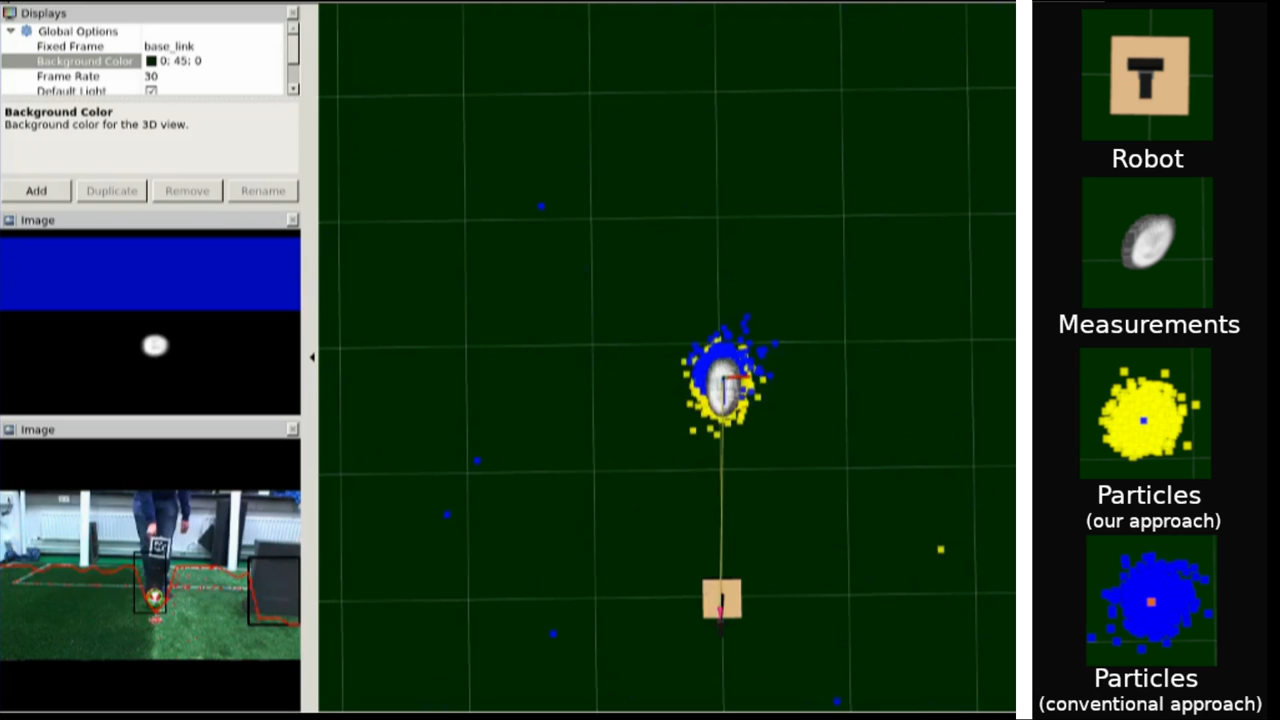 Displays
Global Options
Fixed Frame base_link
Background Color 0; 45; 0
Frame Rate 30
Default Light
Background Color
Background color for the 3D view.
Add Duplicate Remove Rename
Image
Image
Robot
Measurements
Particles
(our approach)
Particles
(conventional approach)